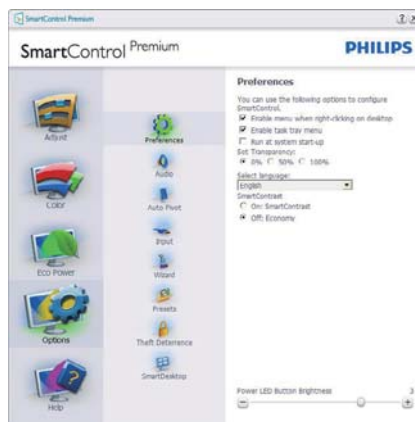 SmartControl Premium
SmartControl Premium
PHILIPS
Adjust
Color
Eco Power
Options
Help
Preferences
Audio
Auto Pivot
Input
Wizard
Presets
Theft Deterrence
SmartDesktop
Preferences
You can use the following options to configure
SmartControl.
Enable menu when right-clicking on desktop
Enable task tray menu
Run at system start-up
Set Transparency:
0% 50% 100%
Select language:
English
SmartContrast
On: SmartContrast
Off: Economy
Power LED Button Brightness 3